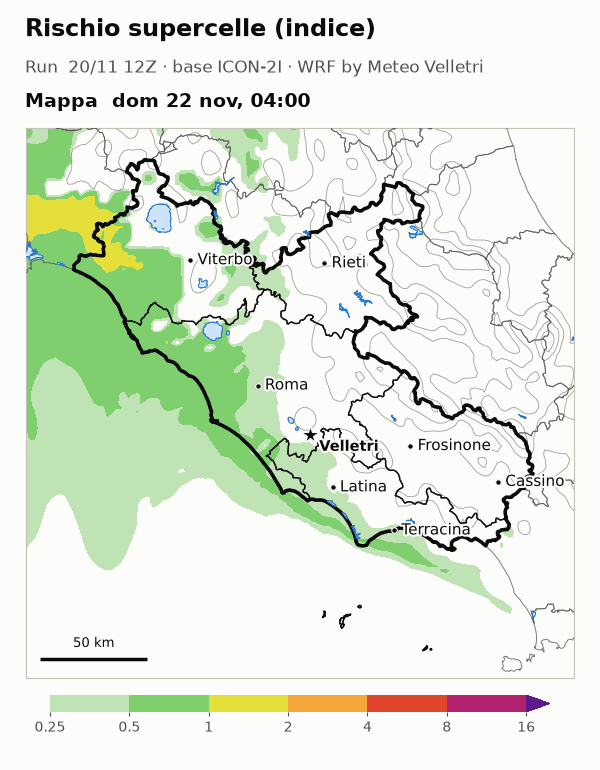 Rischio supercelle (indice)
Run  20/11 12Z · base ICON-2I · WRF by Meteo Velletri
Mappa  dom 22 nov, 04:00
Viterbo
Rieti
Roma
Velletri
Frosinone
Cassino
Latina
Terracina
50 km
0.25 0.5 1 2 4 8 16